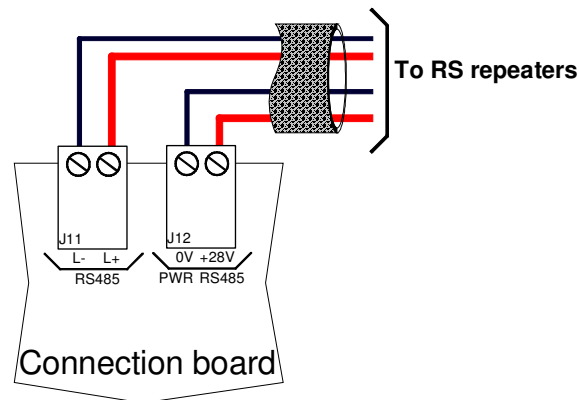 To RS repeaters
J11
J12
L- L+
0V +28V
RS485
PWR RS485
Connection board